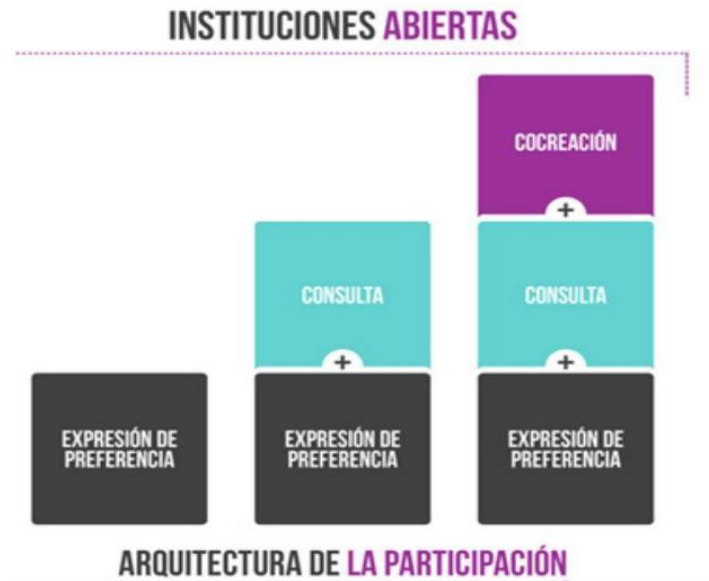 INSTITUCIONES ABIERTAS
COCREACIÓN
+
CONSULTA
CONSULTA
+
+
EXPRESIÓN DE
PREFERENCIA
EXPRESIÓN DE
PREFERENCIA
EXPRESIÓN DE
PREFERENCIA
ARQUITECTURA DE LA PARTICIPACIÓN